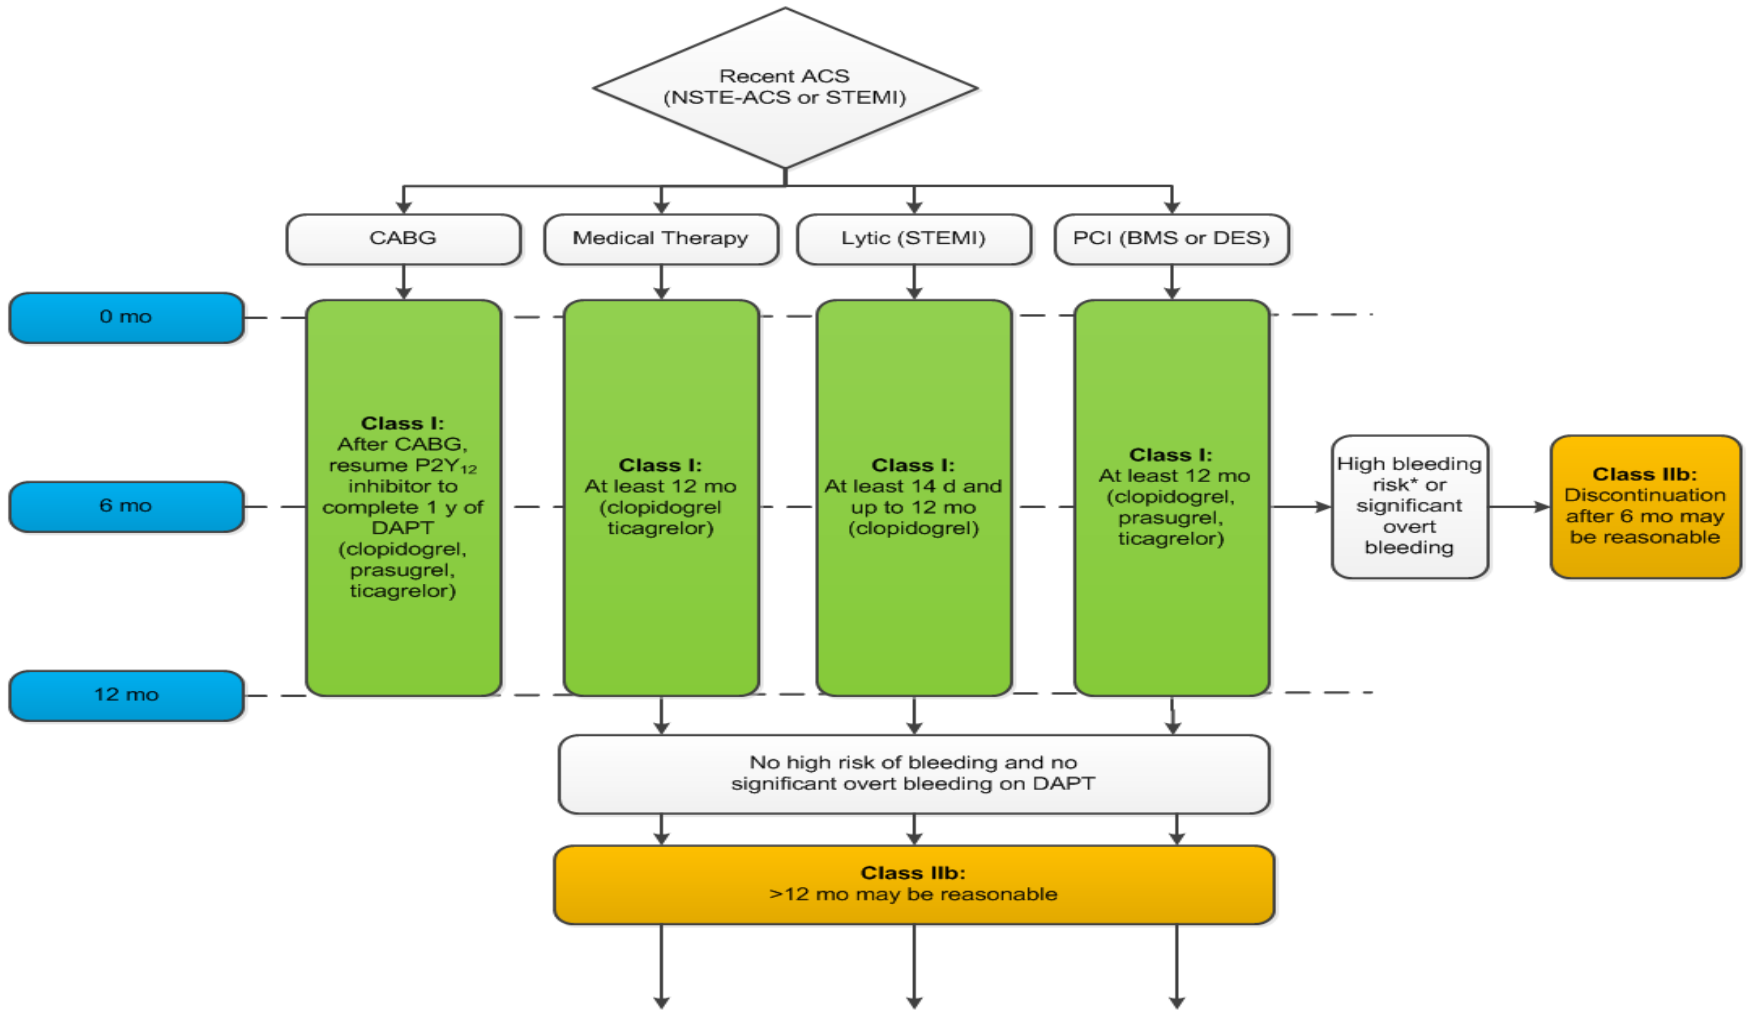 Recent ACS
(NSTE-ACS or STEMI)
CABG
Medical Therapy
Lytic (STEMI)
PCI (BMS or DES)
0 mo
6 mo
12 mo
Class I:
After CABG,
resume P2Y₁₂
inhibitor to
complete 1 y of
DAPT
(clopidogrel,
prasugrel,
ticagrelor)
Class I:
At least 12 mo
(clopidogrel
ticagrelor)
Class I:
At least 14 d and
up to 12 mo
(clopidogrel)
Class I:
At least 12 mo
(clopidogrel,
prasugrel,
ticagrelor)
High bleeding
risk* or
significant
overt
bleeding
Class IIb:
Discontinuation
after 6 mo may
be reasonable
No high risk of bleeding and no
significant overt bleeding on DAPT
Class IIb:
>12 mo may be reasonable